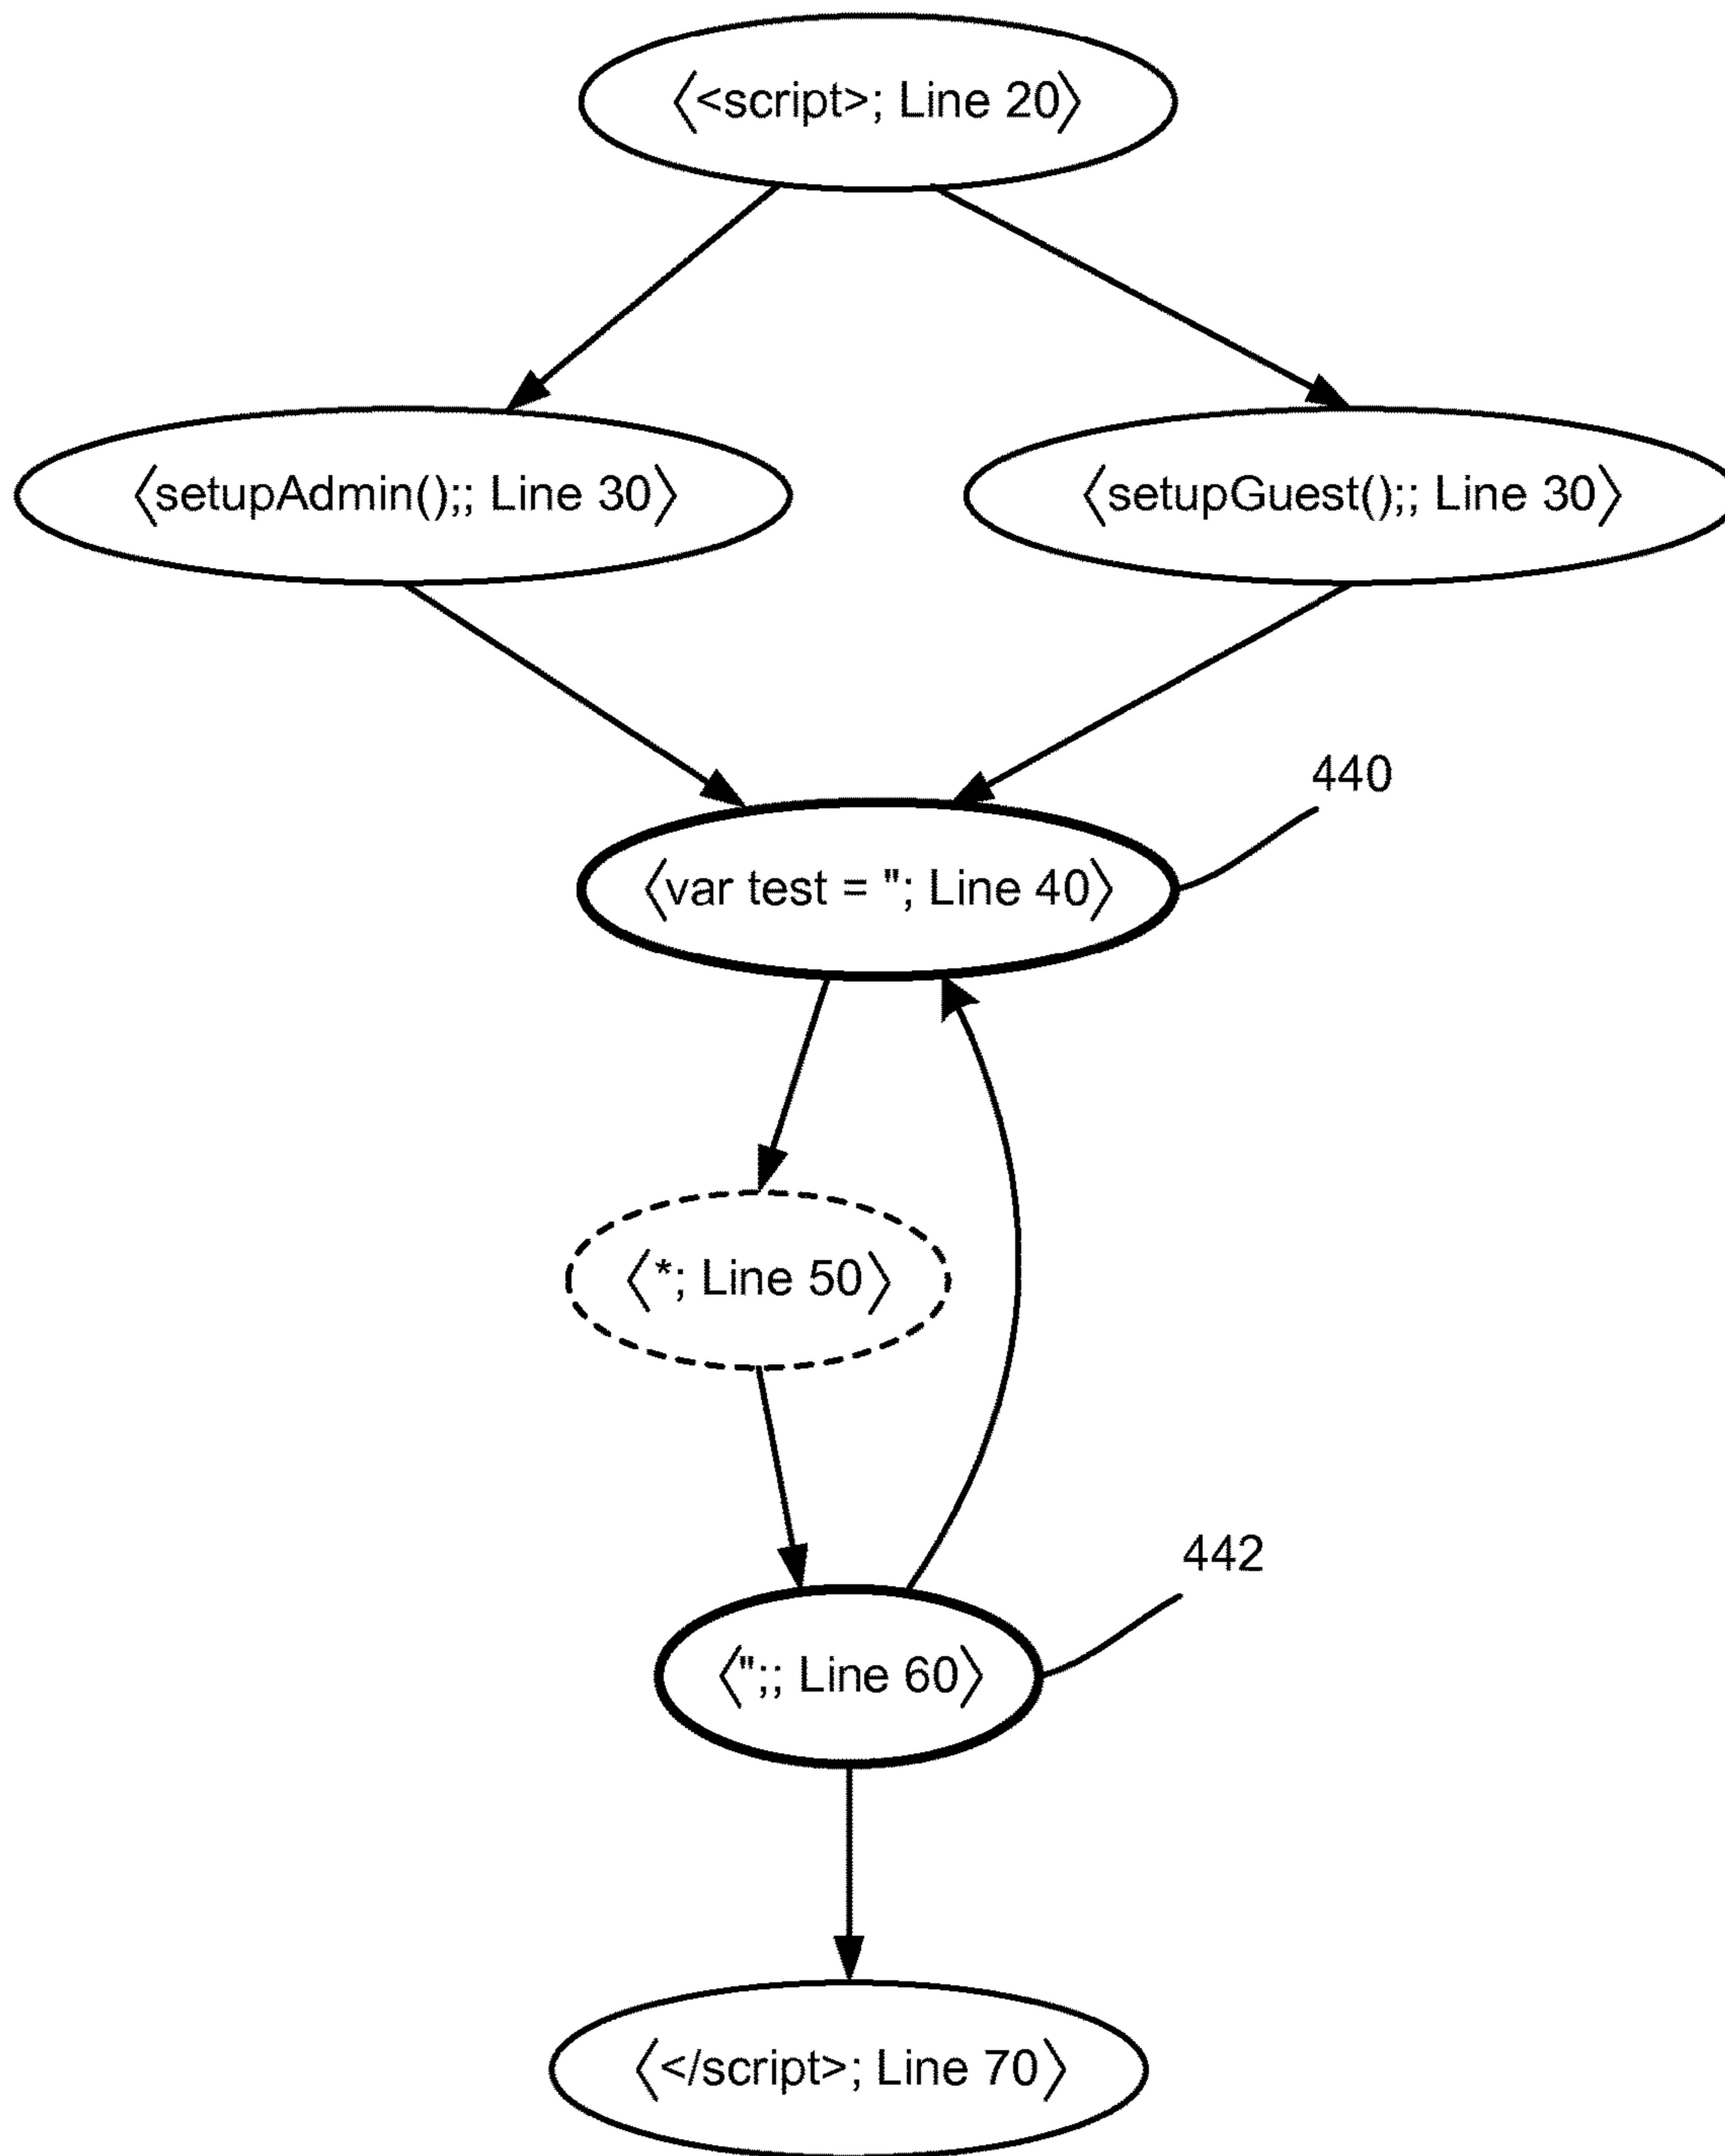 ⟨<script>; Line 20⟩
⟨setupAdmin();; Line 30⟩
⟨setupGuest();; Line 30⟩
440
⟨var test = "; Line 40⟩
⟨*; Line 50⟩
442
⟨";; Line 60⟩
⟨</script>; Line 70⟩